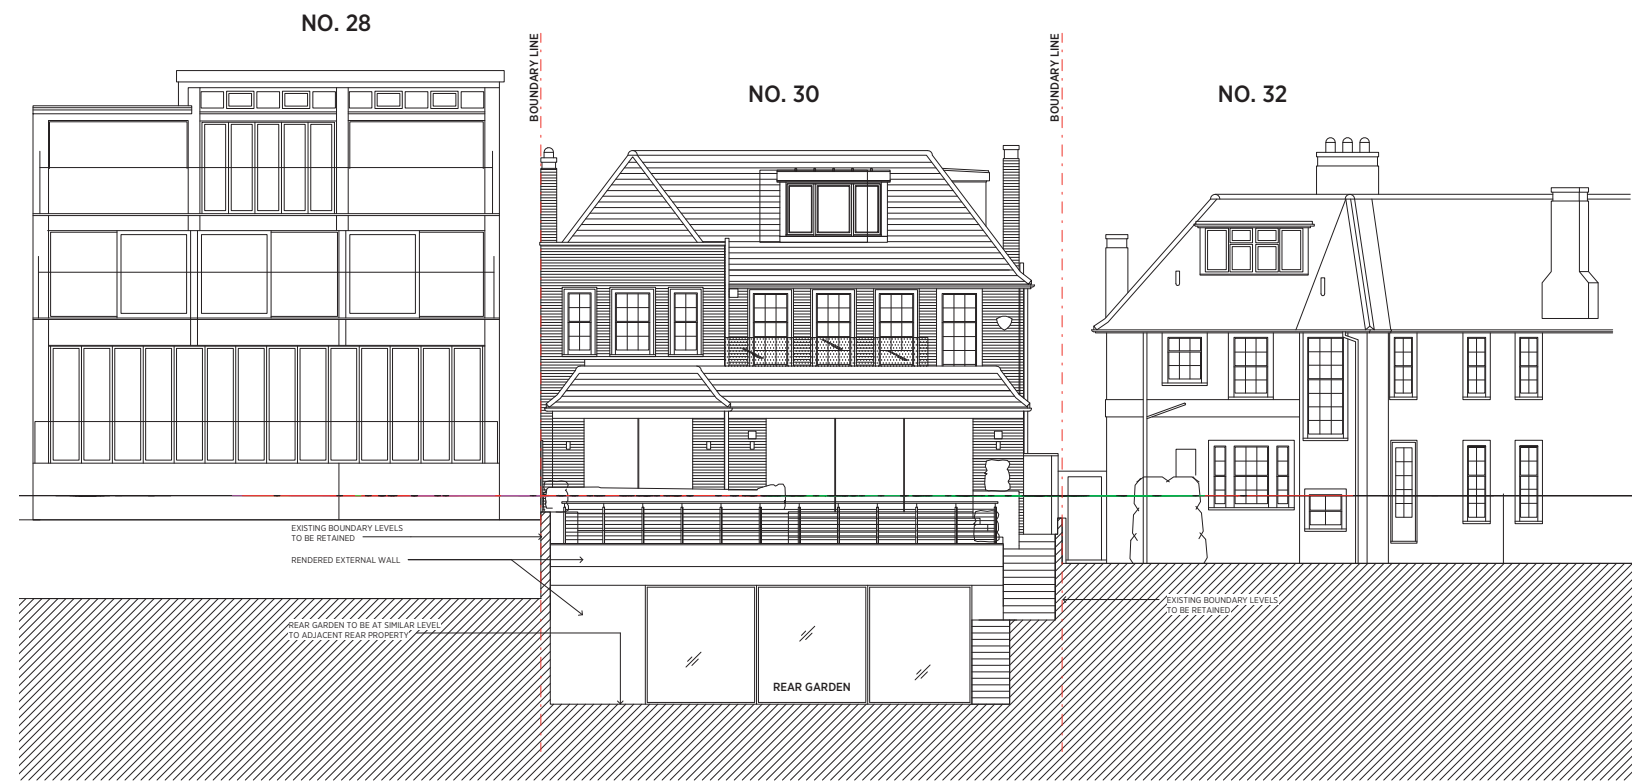 NO. 28
BOUNDARY LINE
NO. 30
BOUNDARY LINE
NO. 32
EXISTING BOUNDARY LEVELS
TO BE RETAINED
RENDERED EXTERNAL WALL
EXISTING BOUNDARY LEVELS
TO BE RETAINED
REAR GARDEN TO BE AT SIMILAR LEVEL
TO ADJACENT REAR PROPERTY
REAR GARDEN